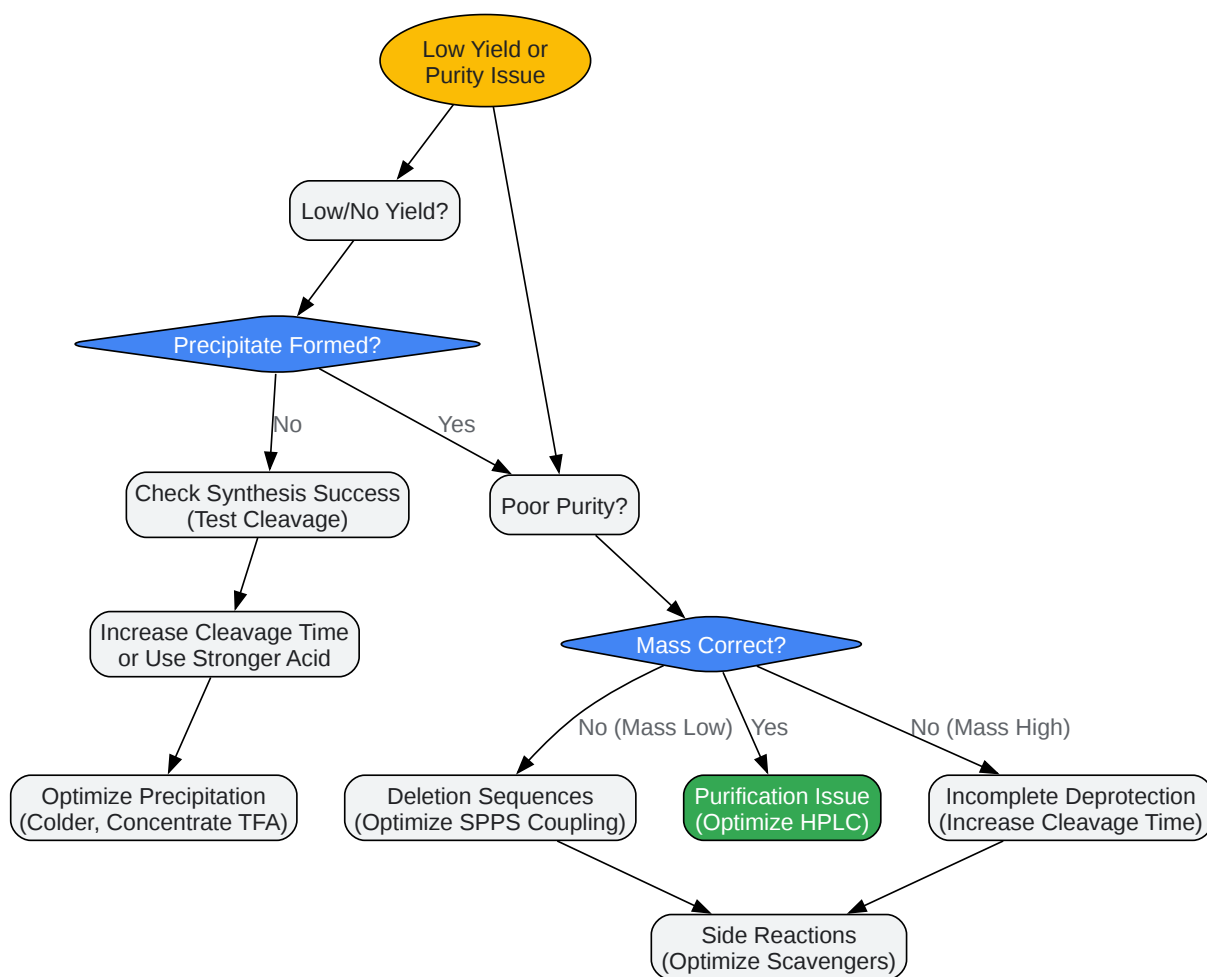 Low Yield or
Purity Issue
Low/No Yield?
Precipitate Formed?
No
Yes
Check Synthesis Success
(Test Cleavage)
Poor Purity?
Increase Cleavage Time
or Use Stronger Acid
Mass Correct?
No (Mass Low)
Yes
No (Mass High)
Optimize Precipitation
(Colder, Concentrate TFA)
Deletion Sequences
(Optimize SPPS Coupling)
Purification Issue
(Optimize HPLC)
Incomplete Deprotection
(Increase Cleavage Time)
Side Reactions
(Optimize Scavengers)